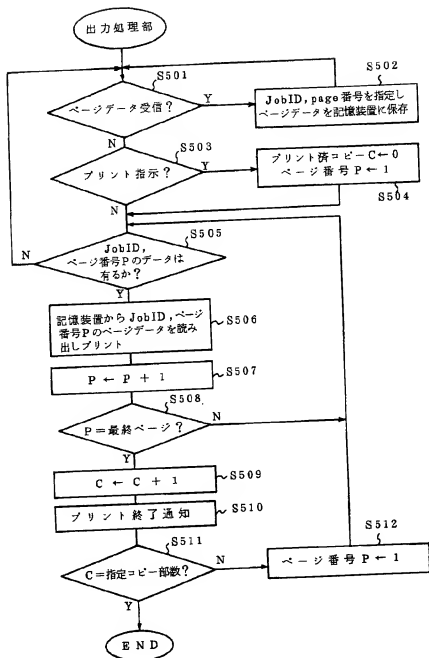 出力処理部
S501
ページデータ受信?
Y
N
S502
JobID,page番号を指定し
ページデータを記憶装置に保存
S503
プリント指示?
Y
N
プリント済コピーC←0
ページ番号P←1
S504
S505
JobID,
ページ番号Pのデータは
有るか?
N
Y
記憶装置からJobID,ページ
番号Pのページデータを読み
出しプリント
S506
P ← P + 1
S507
S508
P=最終ページ?
N
Y
C ← C + 1
S509
プリント終了通知
S510
S511
C=指定コピー部数?
N
Y
S512
ページ番号P←1
END